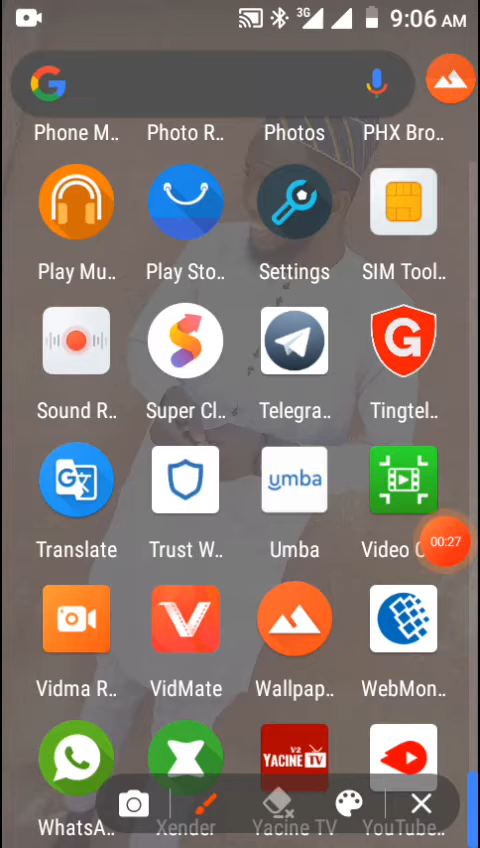 3G 9:06 AM
Phone M.. Photo R.. Photos PHX Bro..
Play Mu.. Play Sto.. Settings SIM Tool..
Sound R.. Super Cl.. Telegra.. Tingtel..
umba
Translate Trust W.. Umba Video C
00:27
Vidma R.. VidMate Wallpap.. WebMon..
V2
YACINE TV
WhatsA.. Xender Yacine TV YouTube..